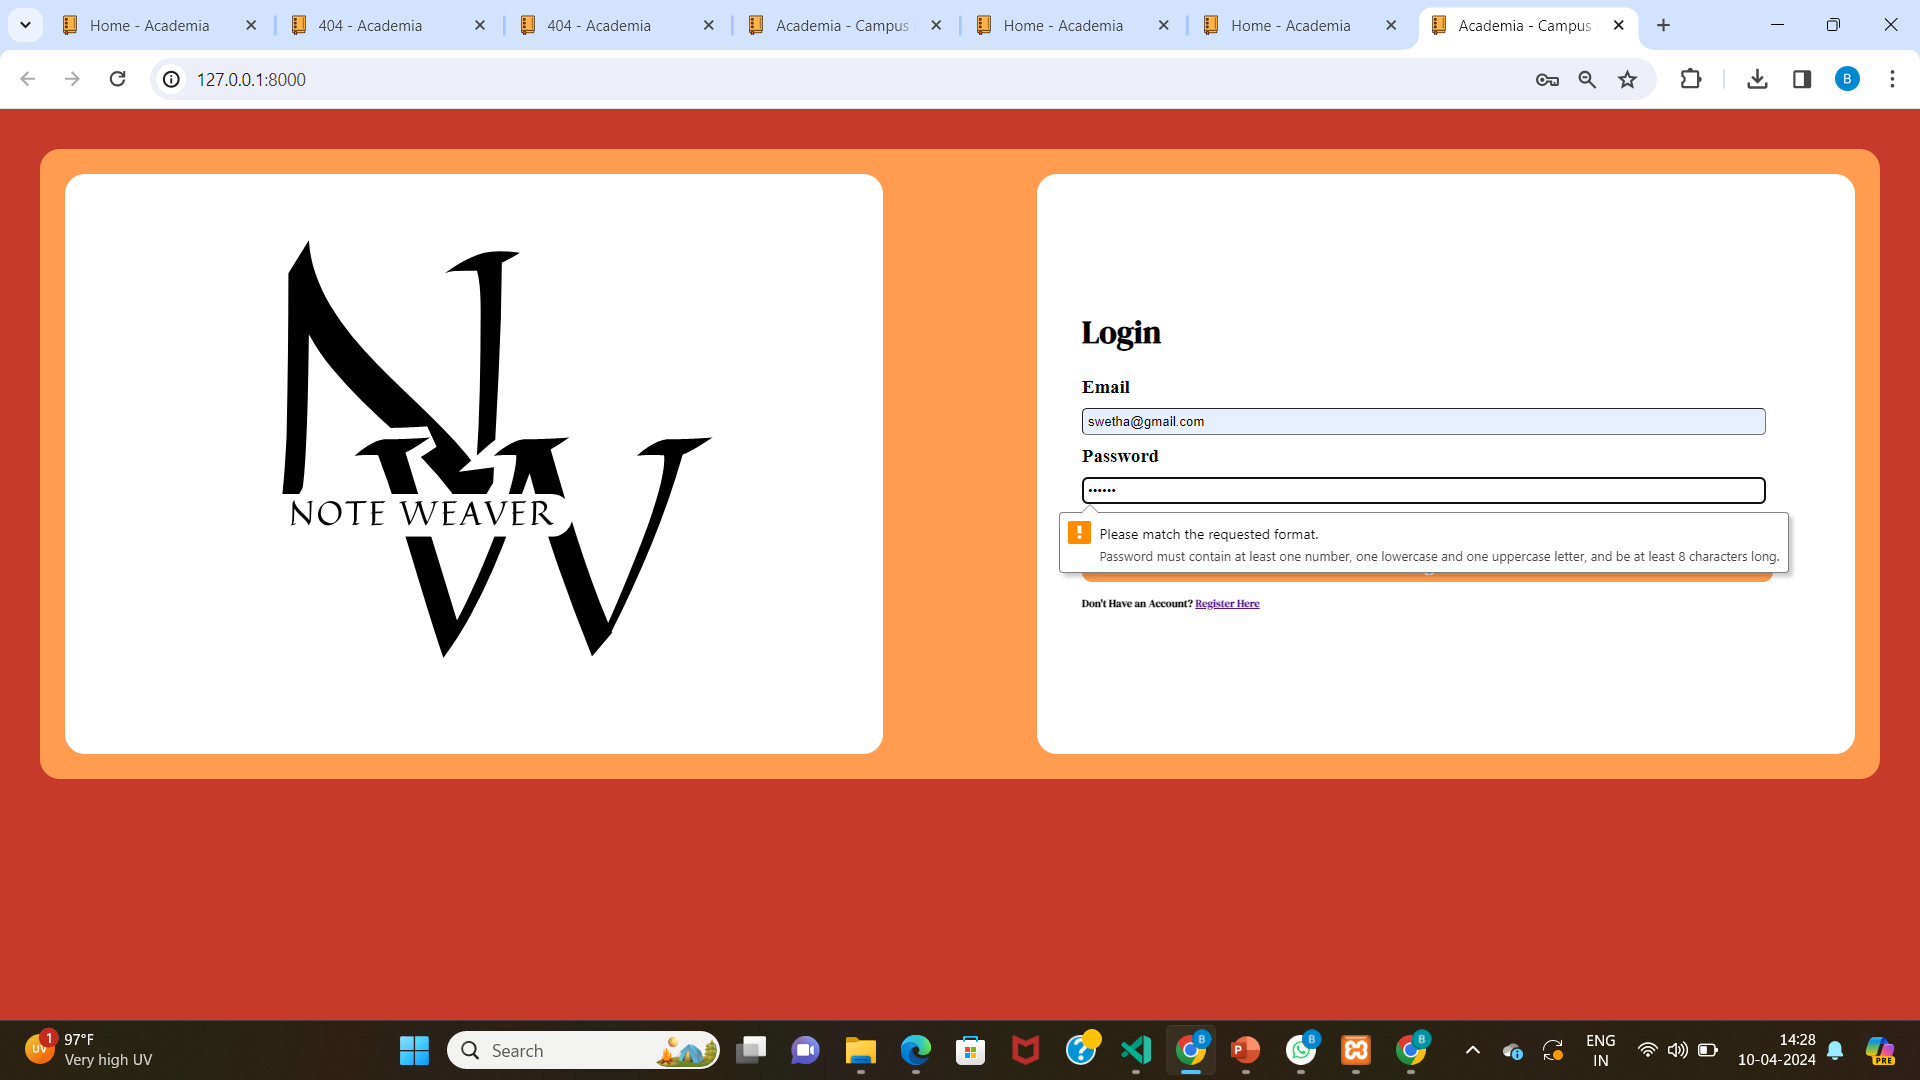 Home - Academia
404 - Academia
404 - Academia
Academia - Campus
Home - Academia
Home - Academia
Academia - Campus
127.0.0.1:8000
B
NOTE WEAVER
Login
Email
swetha@gmail.com
Password
Please match the requested format.
Password must contain at least one number, one lowercase and one uppercase letter, and be at least 8 characters long.
Don't Have an Account? Register Here
UV
1
97°F
Very high UV
Search
B
P
B
B
ENG
IN
14:28
10-04-2024
PRE